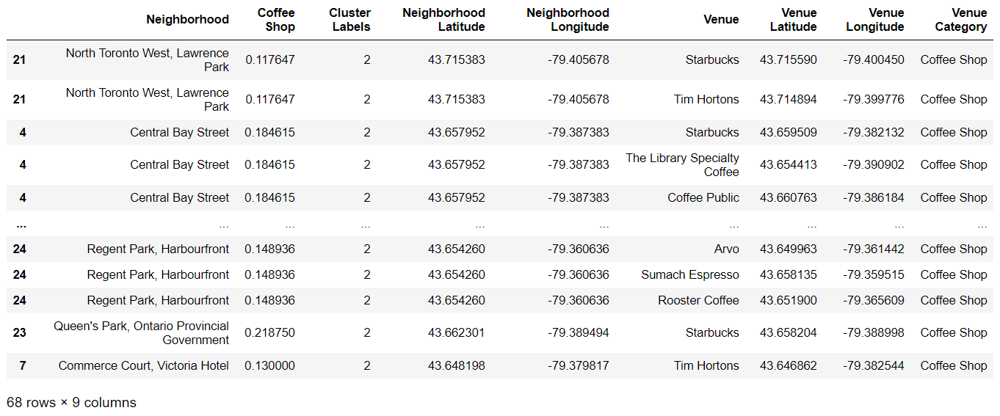 Neighborhood Coffee Shop Cluster Labels Neighborhood Latitude Neighborhood Longitude Venue Venue Latitude Venue Longitude Venue Category
21 North Toronto West, Lawrence Park 0.117647 2 43.715383 -79.405678 Starbucks 43.715590 -79.400450 Coffee Shop
21 North Toronto West, Lawrence Park 0.117647 2 43.715383 -79.405678 Tim Hortons 43.714894 -79.399776 Coffee Shop
4 Central Bay Street 0.184615 2 43.657952 -79.387383 Starbucks 43.659509 -79.382132 Coffee Shop
4 Central Bay Street 0.184615 2 43.657952 -79.387383 The Library Specialty Coffee 43.654413 -79.390902 Coffee Shop
4 Central Bay Street 0.184615 2 43.657952 -79.387383 Coffee Public 43.660763 -79.386184 Coffee Shop
... ... ... ... ... ... ... ... ... ...
24 Regent Park, Harbourfront 0.148936 2 43.654260 -79.360636 Arvo 43.649963 -79.361442 Coffee Shop
24 Regent Park, Harbourfront 0.148936 2 43.654260 -79.360636 Sumach Espresso 43.658135 -79.359515 Coffee Shop
24 Regent Park, Harbourfront 0.148936 2 43.654260 -79.360636 Rooster Coffee 43.651900 -79.365609 Coffee Shop
23 Queen's Park, Ontario Provincial Government 0.218750 2 43.662301 -79.389494 Starbucks 43.658204 -79.388998 Coffee Shop
7 Commerce Court, Victoria Hotel 0.130000 2 43.648198 -79.379817 Tim Hortons 43.646862 -79.382544 Coffee Shop
68 rows × 9 columns